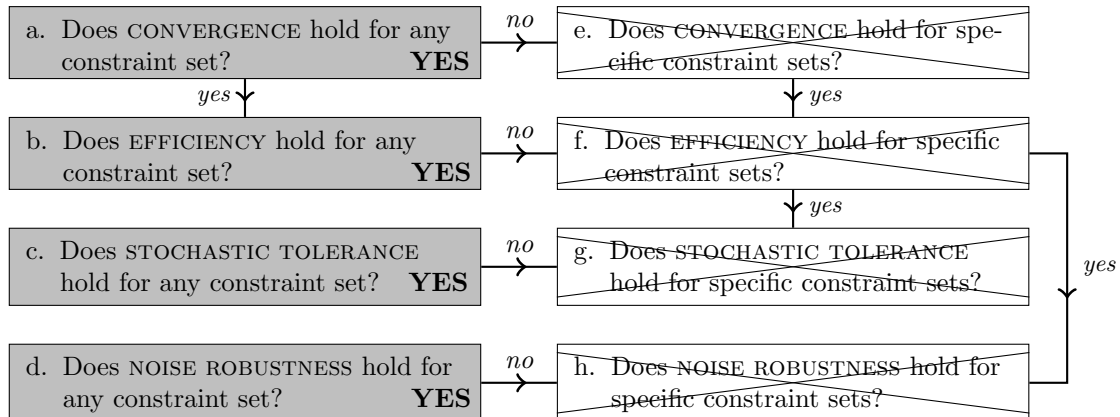 a. Does CONVERGENCE hold for any
constraint set? YES
no
e. Does CONVERGENCE hold for spe-
cific constraint sets?
yes
yes
b. Does EFFICIENCY hold for any
constraint set? YES
no
f. Does EFFICIENCY hold for specific
constraint sets?
yes
c. Does STOCHASTIC TOLERANCE
hold for any constraint set? YES
no
g. Does STOCHASTIC TOLERANCE
hold for specific constraint sets?
yes
d. Does NOISE ROBUSTNESS hold for
any constraint set? YES
no
h. Does NOISE ROBUSTNESS hold for
specific constraint sets?